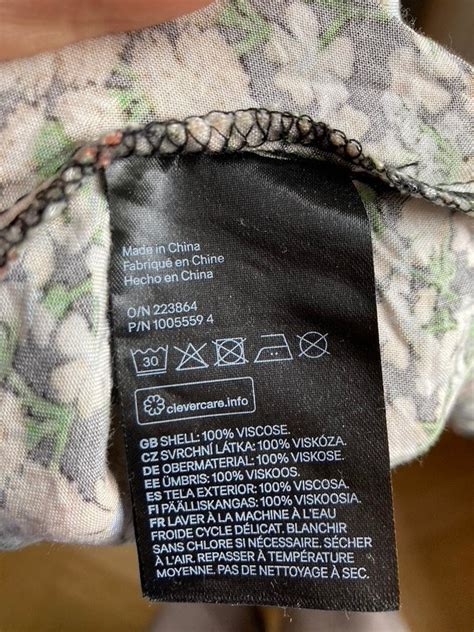 Made in China
Fabriqué en Chine
Hecho en China
O/N 223864
P/N 1005559 4
30
clevercare.info
GB SHELL: 100% VISCOSE.
CZ SVRCHNÍ LÁTKA: 100% VISKÓZA.
DE OBERMATERIAL: 100% VISKOSE.
EE ÜMBRIS: 100% VISKOOS.
ES TELA EXTERIOR: 100% VISCOSA.
FI PÄÄLLISKANGAS: 100% VISKOOSIA.
FR LAVER À LA MACHINE À L'EAU
FROIDE CYCLE DÉLICAT. BLANCHIR
SANS CHLORE SI NÉCESSAIRE. SÉCHER
À L'AIR. REPASSER À TEMPÉRATURE
MOYENNE. PAS DE NETTOYAGE À SEC.